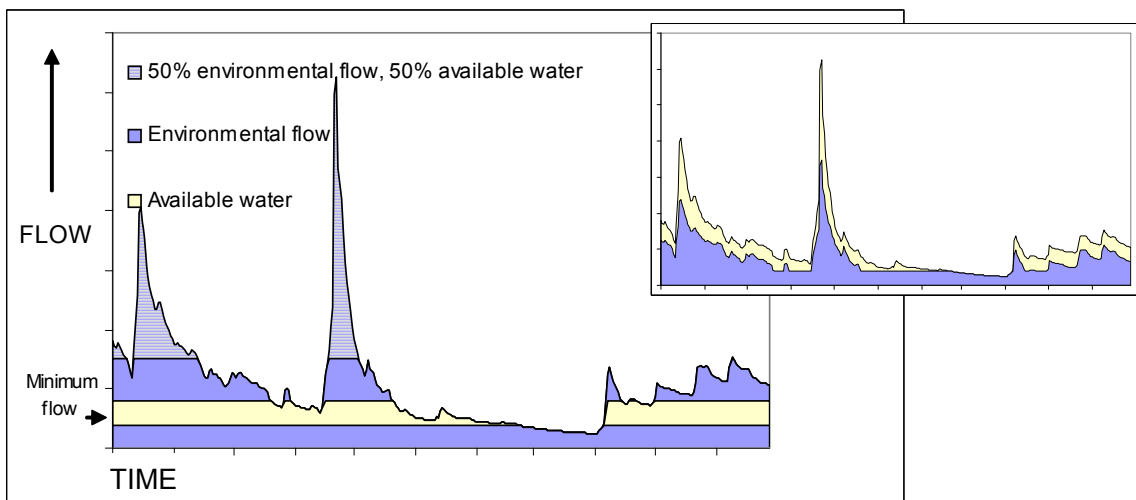 50% environmental flow, 50% available water
Environmental flow
Available water
FLOW
Minimum
flow
TIME